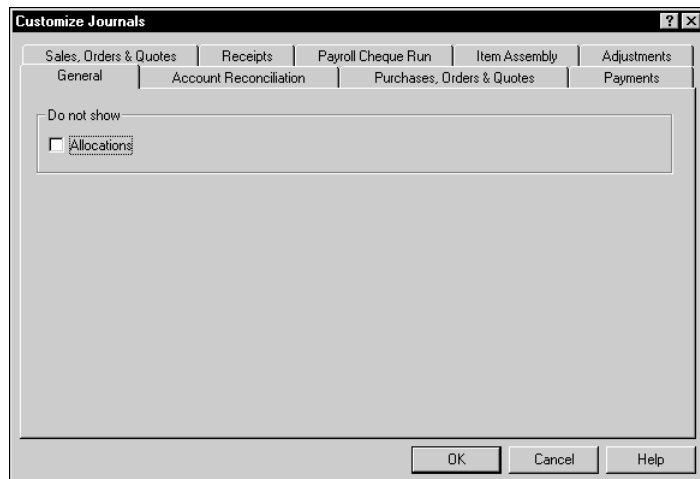 Customize Journals
Sales, Orders & Quotes Receipts Payroll Cheque Run Item Assembly Adjustments
General Account Reconciliation Purchases, Orders & Quotes Payments
Do not show
Allocations
OK Cancel Help